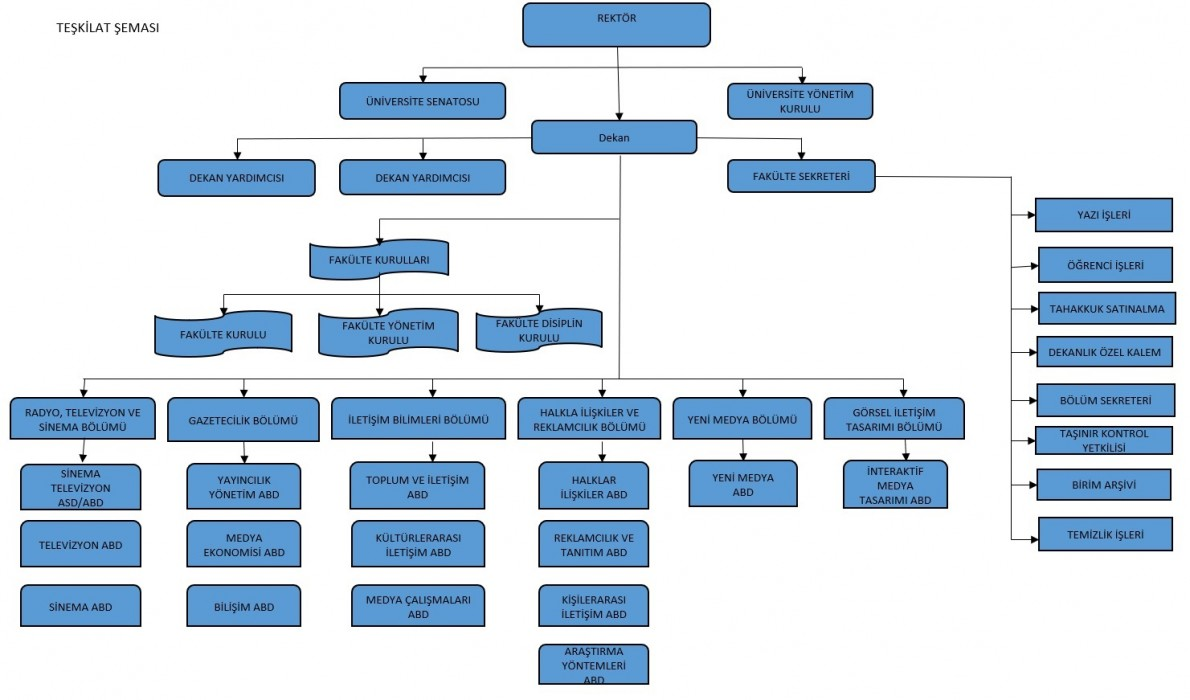 TEŞKİLAT ŞEMASI
REKTÖR
ÜNİVERSİTE SENATOSU
ÜNİVERSİTE YÖNETİM
KURULU
Dekan
DEKAN YARDIMCISI
DEKAN YARDIMCISI
FAKÜLTE SEKRETERİ
YAZI İŞLERİ
ÖĞRENCİ İŞLERİ
TAHAKKUK SATINALMA
DEKANLIK ÖZEL KALEM
BÖLÜM SEKRETERİ
TAŞINIR KONTROL
YETKİLİSİ
BİRİM ARŞİVİ
TEMİZLİK İŞLERİ
FAKÜLTE KURULLARI
FAKÜLTE KURULU
FAKÜLTE YÖNETİM
KURULU
FAKÜLTE DİSİPLİN
KURULU
RADYO, TELEVİZYON VE
SİNEMA BÖLÜMÜ
SİNEMA
TELEVİZYON
ASD/ABD
TELEVİZYON ABD
SİNEMA ABD
GAZETECİLİK BÖLÜMÜ
YAYINCILIK
YÖNETİM ABD
MEDYA
EKONOMİSİ ABD
BİLİŞİM ABD
İLETİŞİM BİLİMLERİ BÖLÜMÜ
TOPLUM VE İLETİŞİM
ABD
KÜLTÜRLERARASI
İLETİŞİM ABD
MEDYA ÇALIŞMALARI
ABD
HALKLA İLİŞKİLER VE
REKLAMCILIK BÖLÜMÜ
HALKLAR
İLİŞKİLER ABD
REKLAMCILIK VE
TANITIM ABD
KİŞİLERARASI
İLETİŞİM ABD
ARAŞTIRMA
YÖNTEMLERİ
ABD
YENİ MEDYA BÖLÜMÜ
YENİ MEDYA
ABD
GÖRSEL İLETİŞİM
TASARIMI BÖLÜMÜ
İNTERAKTİF
MEDYA
TASARIMI ABD